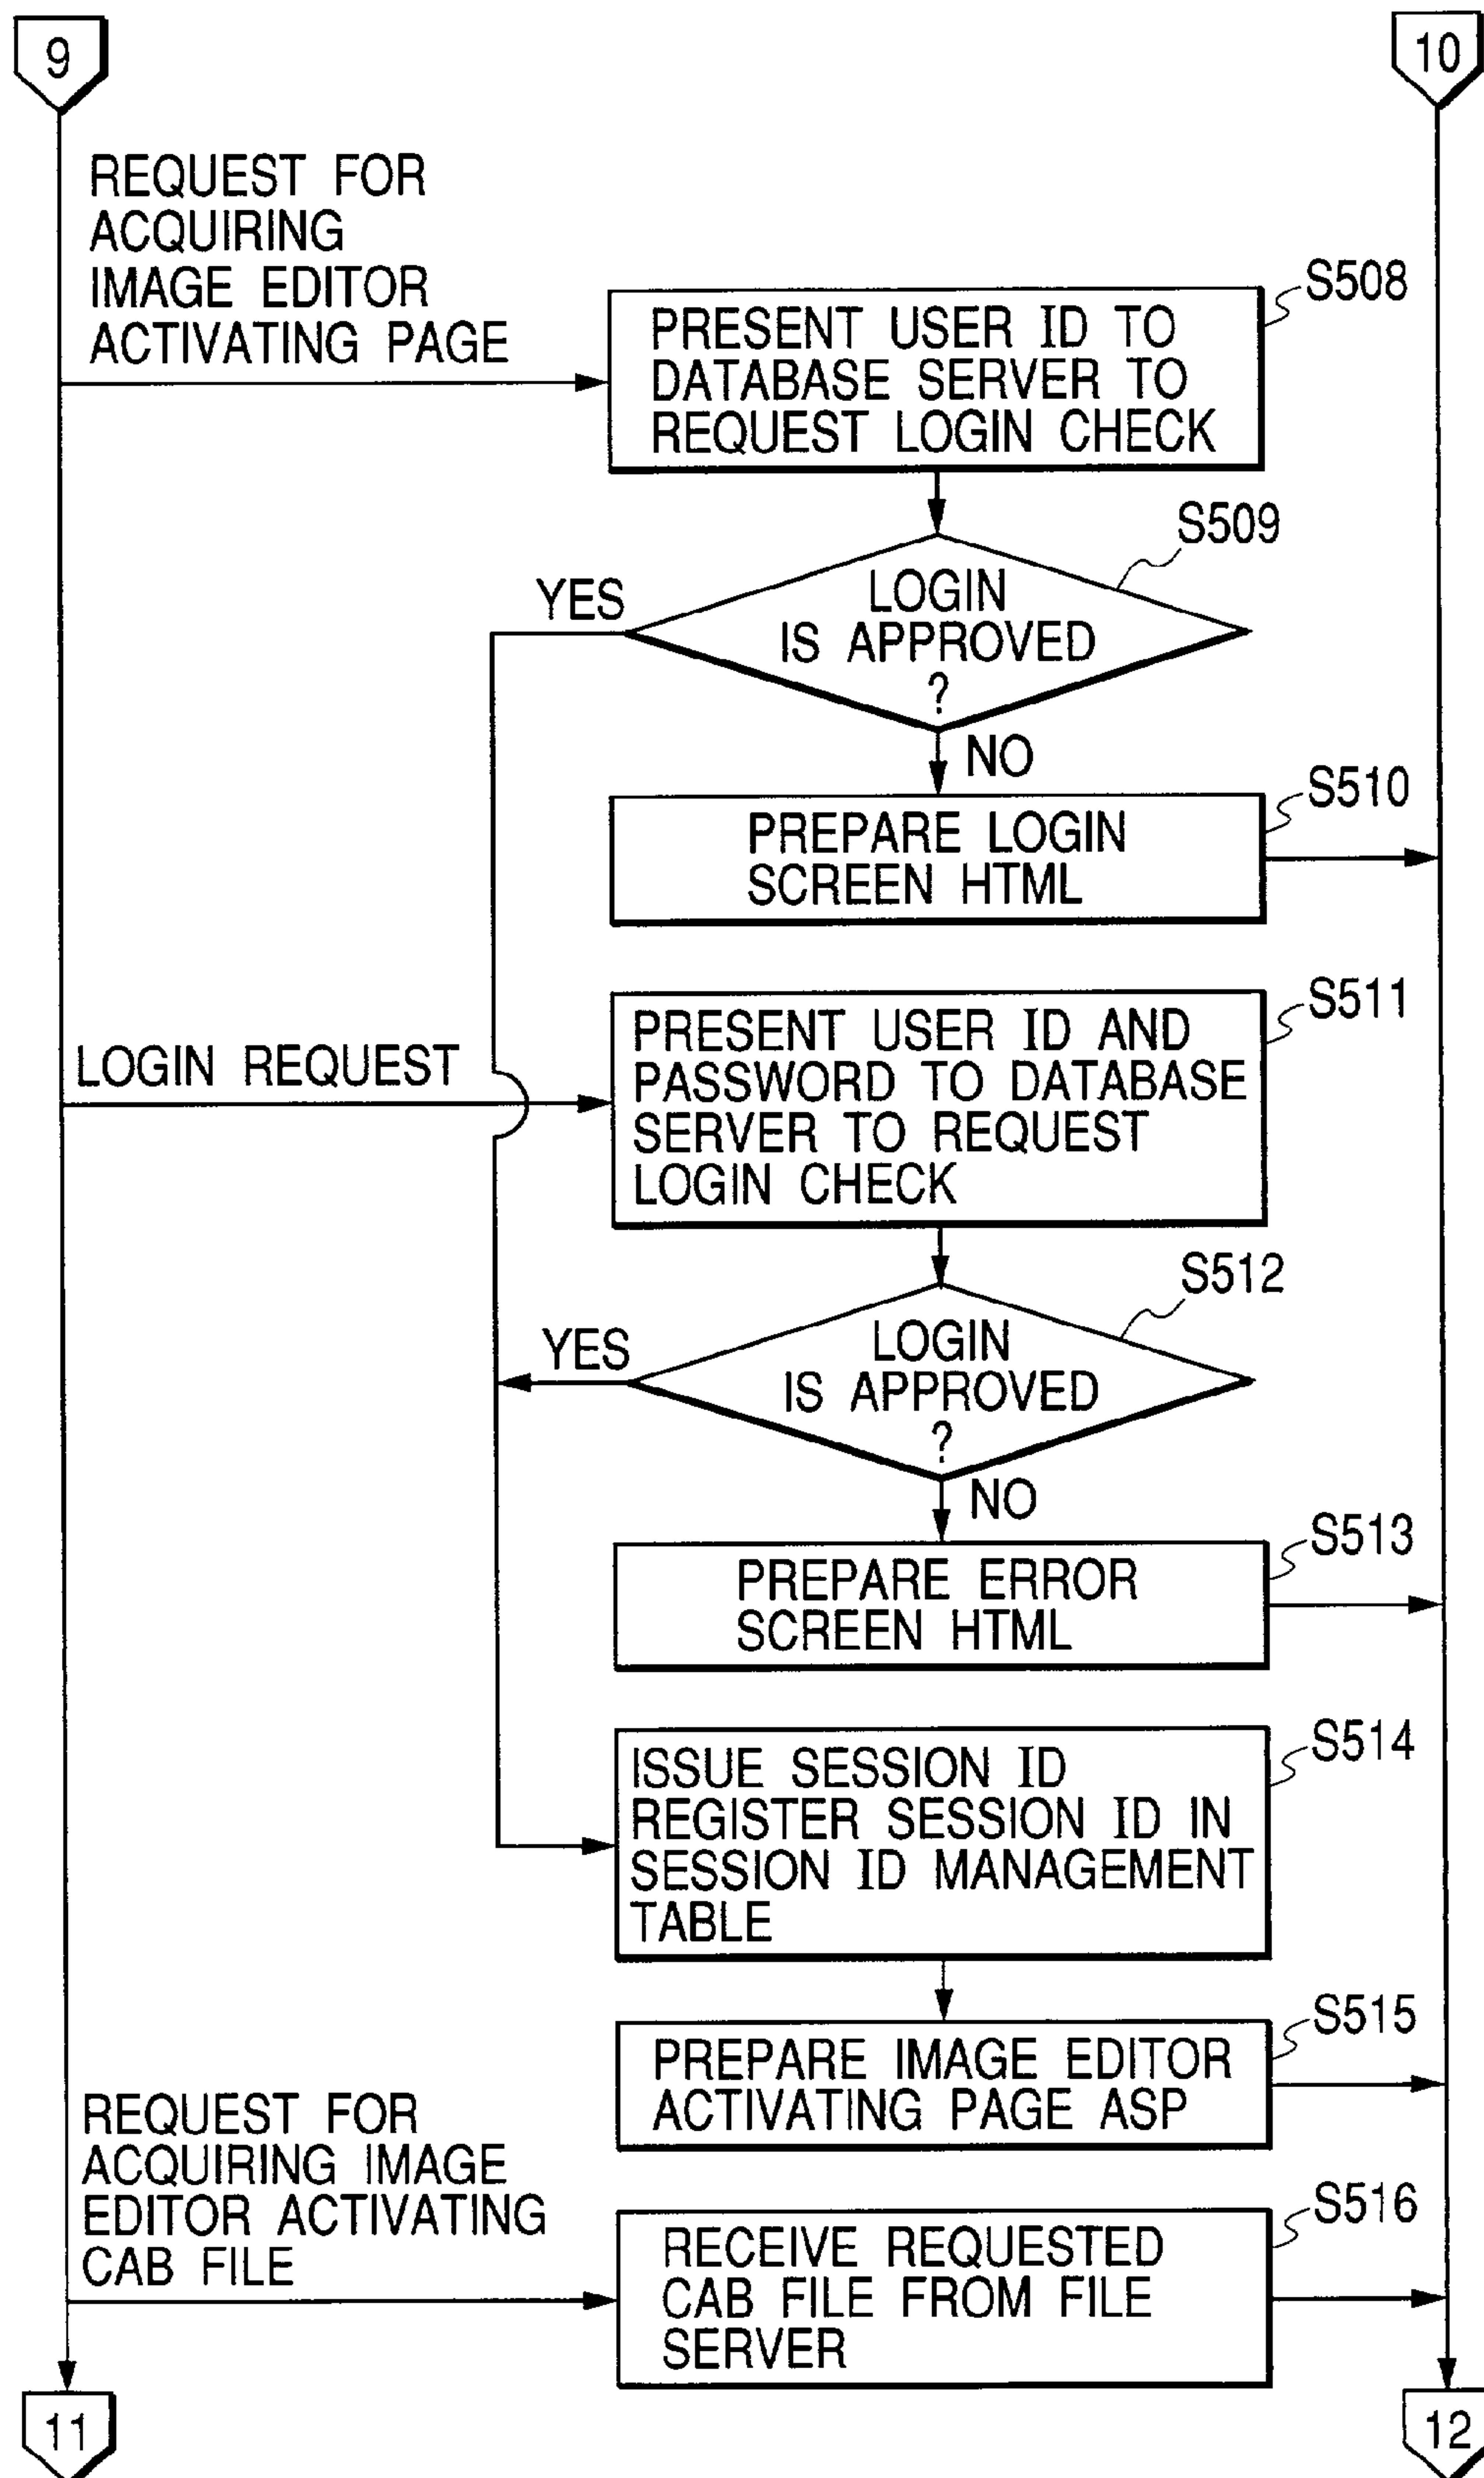 9
10
REQUEST FOR
ACQUIRING
IMAGE EDITOR
ACTIVATING PAGE
S508
PRESENT USER ID TO
DATABASE SERVER TO
REQUEST LOGIN CHECK
S509
YES
LOGIN
IS APPROVED
?
NO
S510
PREPARE LOGIN
SCREEN HTML
S511
LOGIN REQUEST
PRESENT USER ID AND
PASSWORD TO DATABASE
SERVER TO REQUEST
LOGIN CHECK
S512
YES
LOGIN
IS APPROVED
?
NO
S513
PREPARE ERROR
SCREEN HTML
S514
ISSUE SESSION ID
REGISTER SESSION ID IN
SESSION ID MANAGEMENT
TABLE
S515
PREPARE IMAGE EDITOR
ACTIVATING PAGE ASP
REQUEST FOR
ACQUIRING IMAGE
EDITOR ACTIVATING
CAB FILE
S516
RECEIVE REQUESTED
CAB FILE FROM FILE
SERVER
11
12